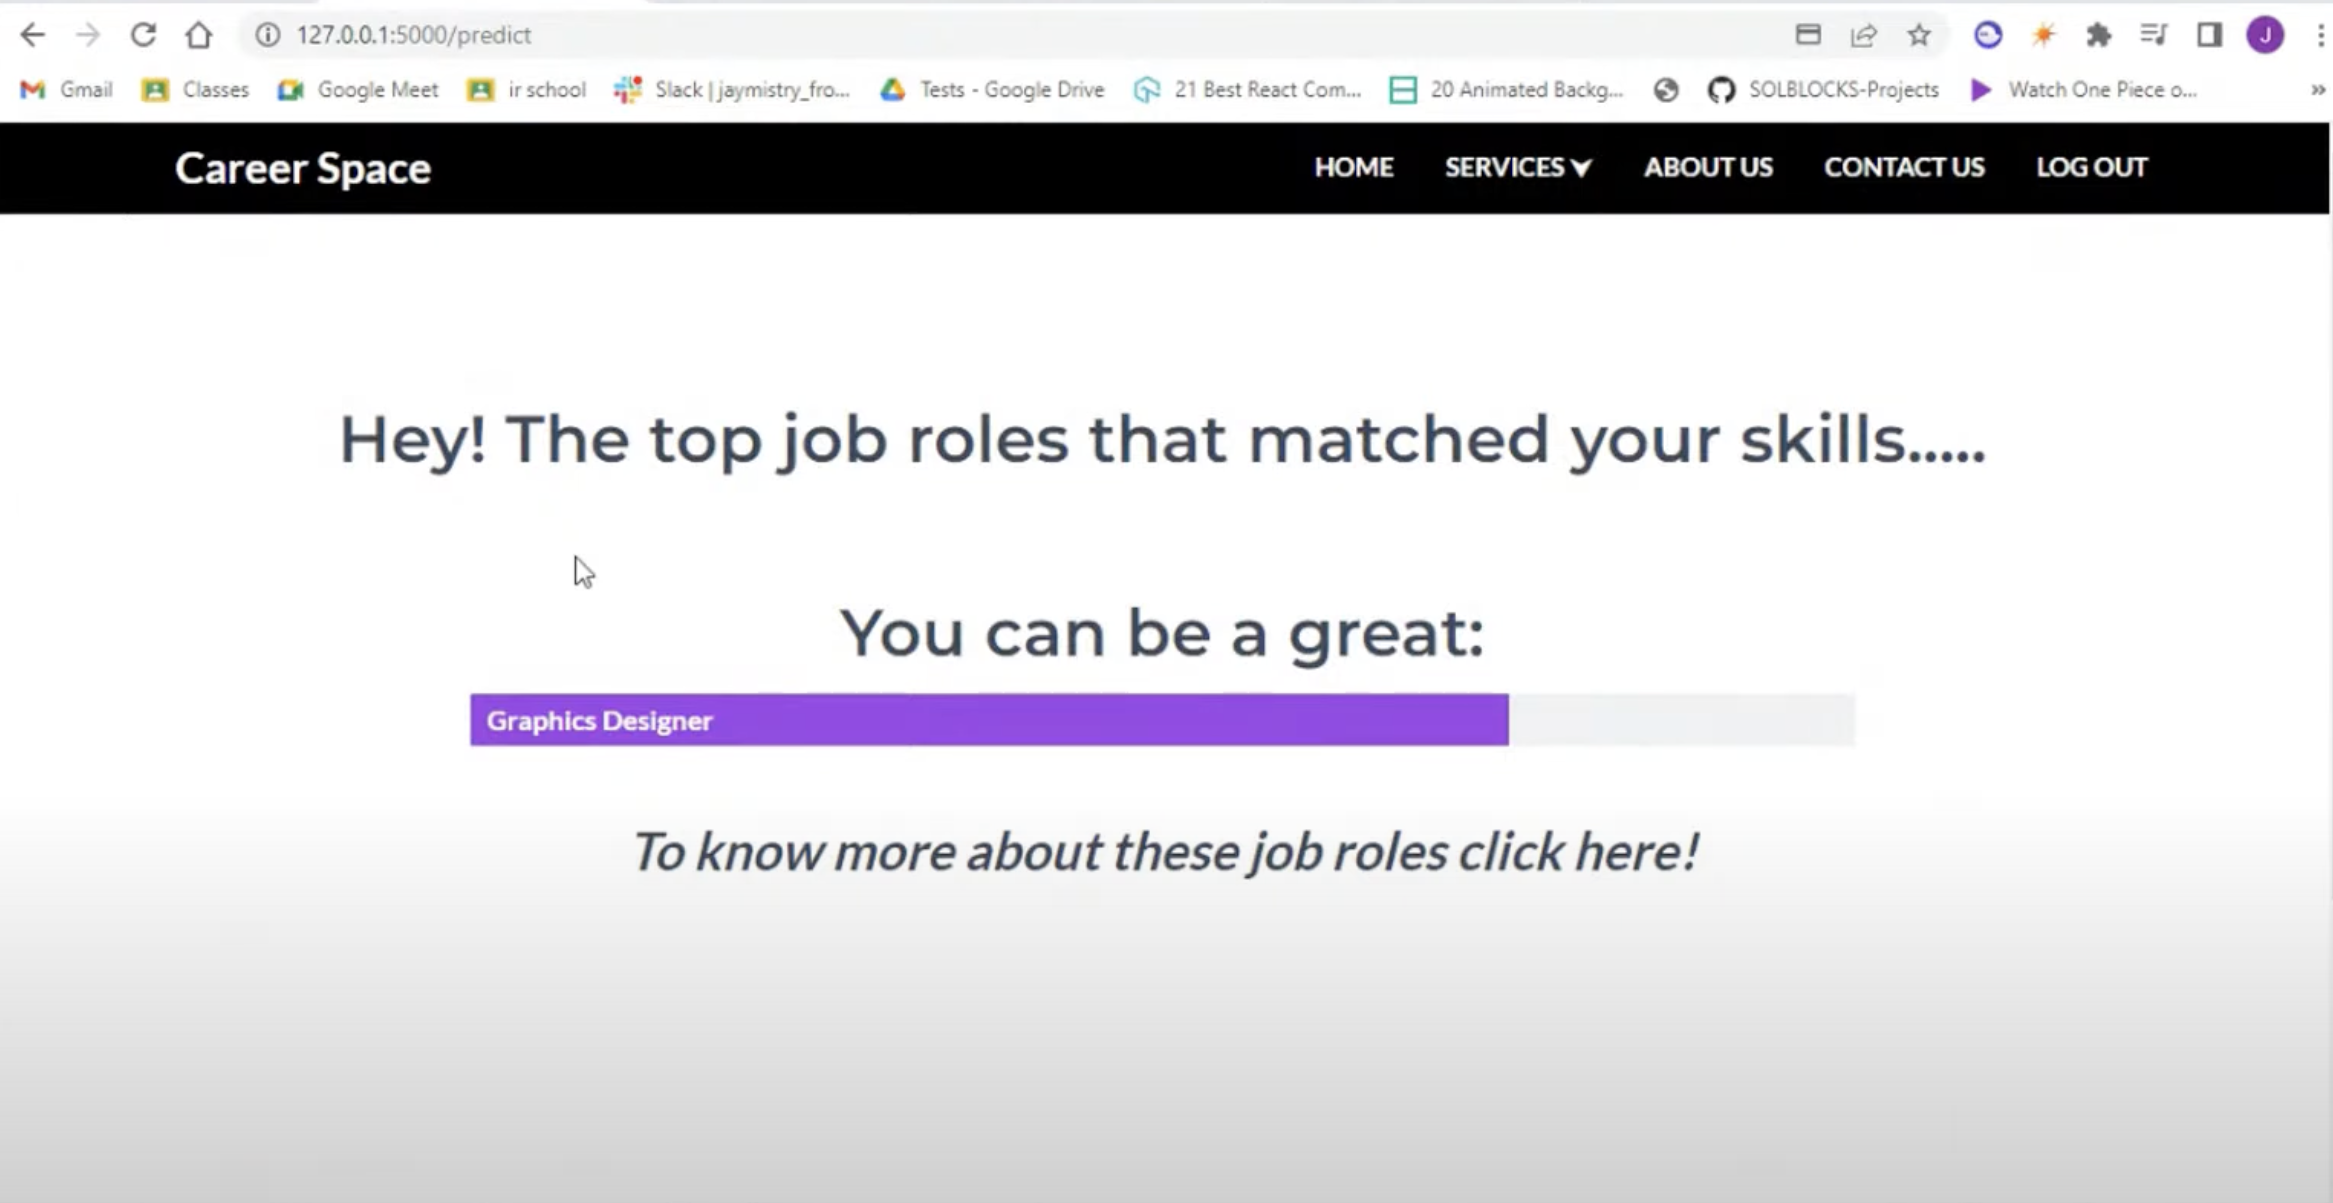 127.0.0.1:5000/predict
J
Gmail Classes Google Meet ir school Slack | jaymistry_fro... Tests - Google Drive 21 Best React Com... 20 Animated Backg... SOLBLOCKS-Projects Watch One Piece o... »
Career Space HOME SERVICES ABOUT US CONTACT US LOG OUT
Hey! The top job roles that matched your skills.....
You can be a great:
Graphics Designer
To know more about these job roles click here!